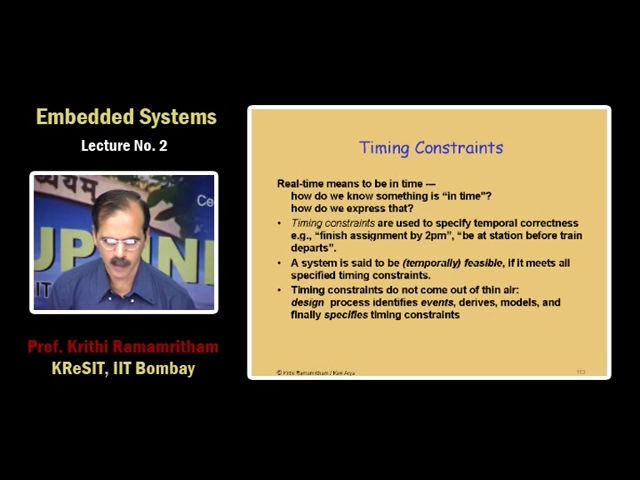 Embedded Systems
Lecture No. 2
Timing Constraints
Real-time means to be in time ---
how do we know something is “in time”?
how do we express that?
• Timing constraints are used to specify temporal correctness
e.g., “finish assignment by 2pm”, “be at station before train
departs”.
• A system is said to be (temporally) feasible, if it meets all
specified timing constraints.
• Timing constraints do not come out of thin air:
design process identifies events, derives, models, and
finally specifies timing constraints
Prof. Krithi Ramamritham
KReSIT, IIT Bombay
© Krithi Ramamritham / Kavi Arya